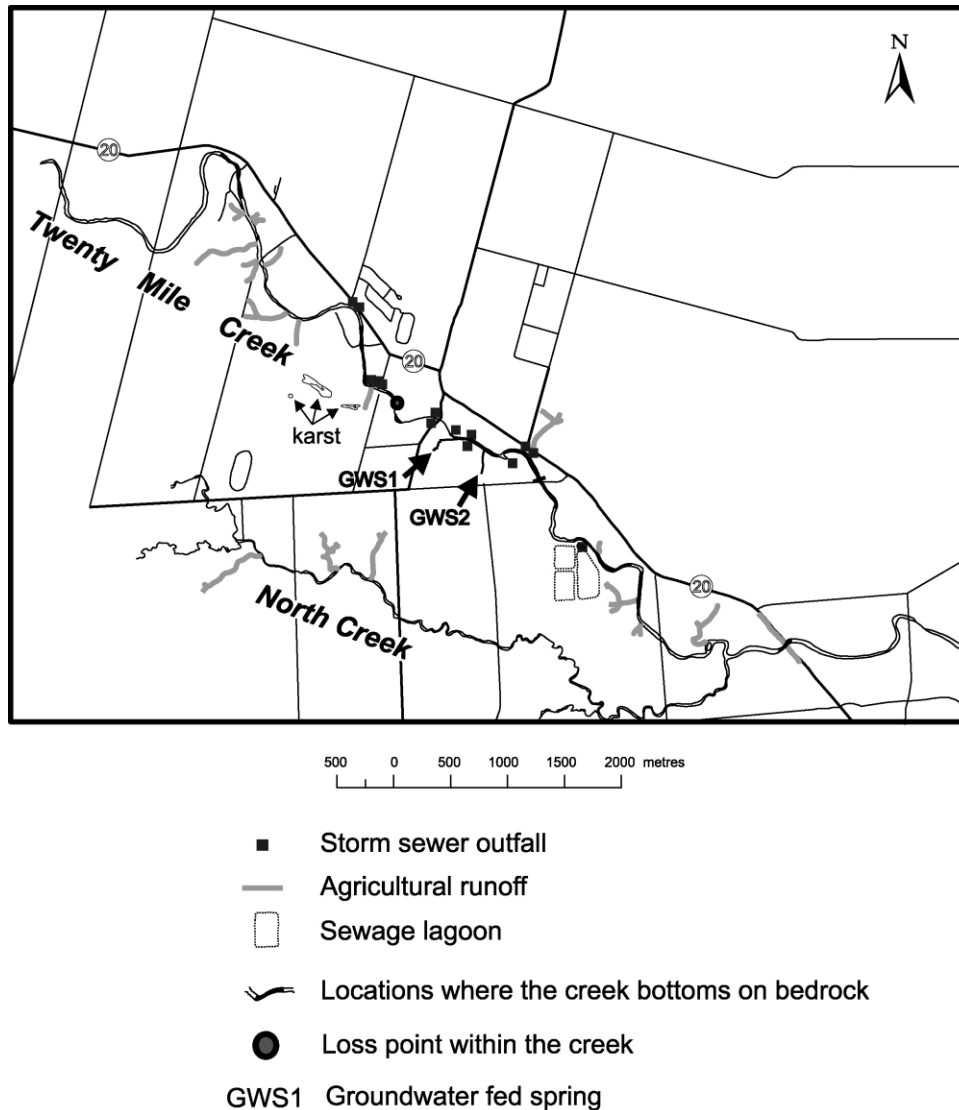 N
20
Twenty Mile Creek
20
karst
GWS1
GWS2
North Creek
20
500 0 500 1000 1500 2000 metres
Storm sewer outfall
Agricultural runoff
Sewage lagoon
Locations where the creek bottoms on bedrock
Loss point within the creek
GWS1 Groundwater fed spring